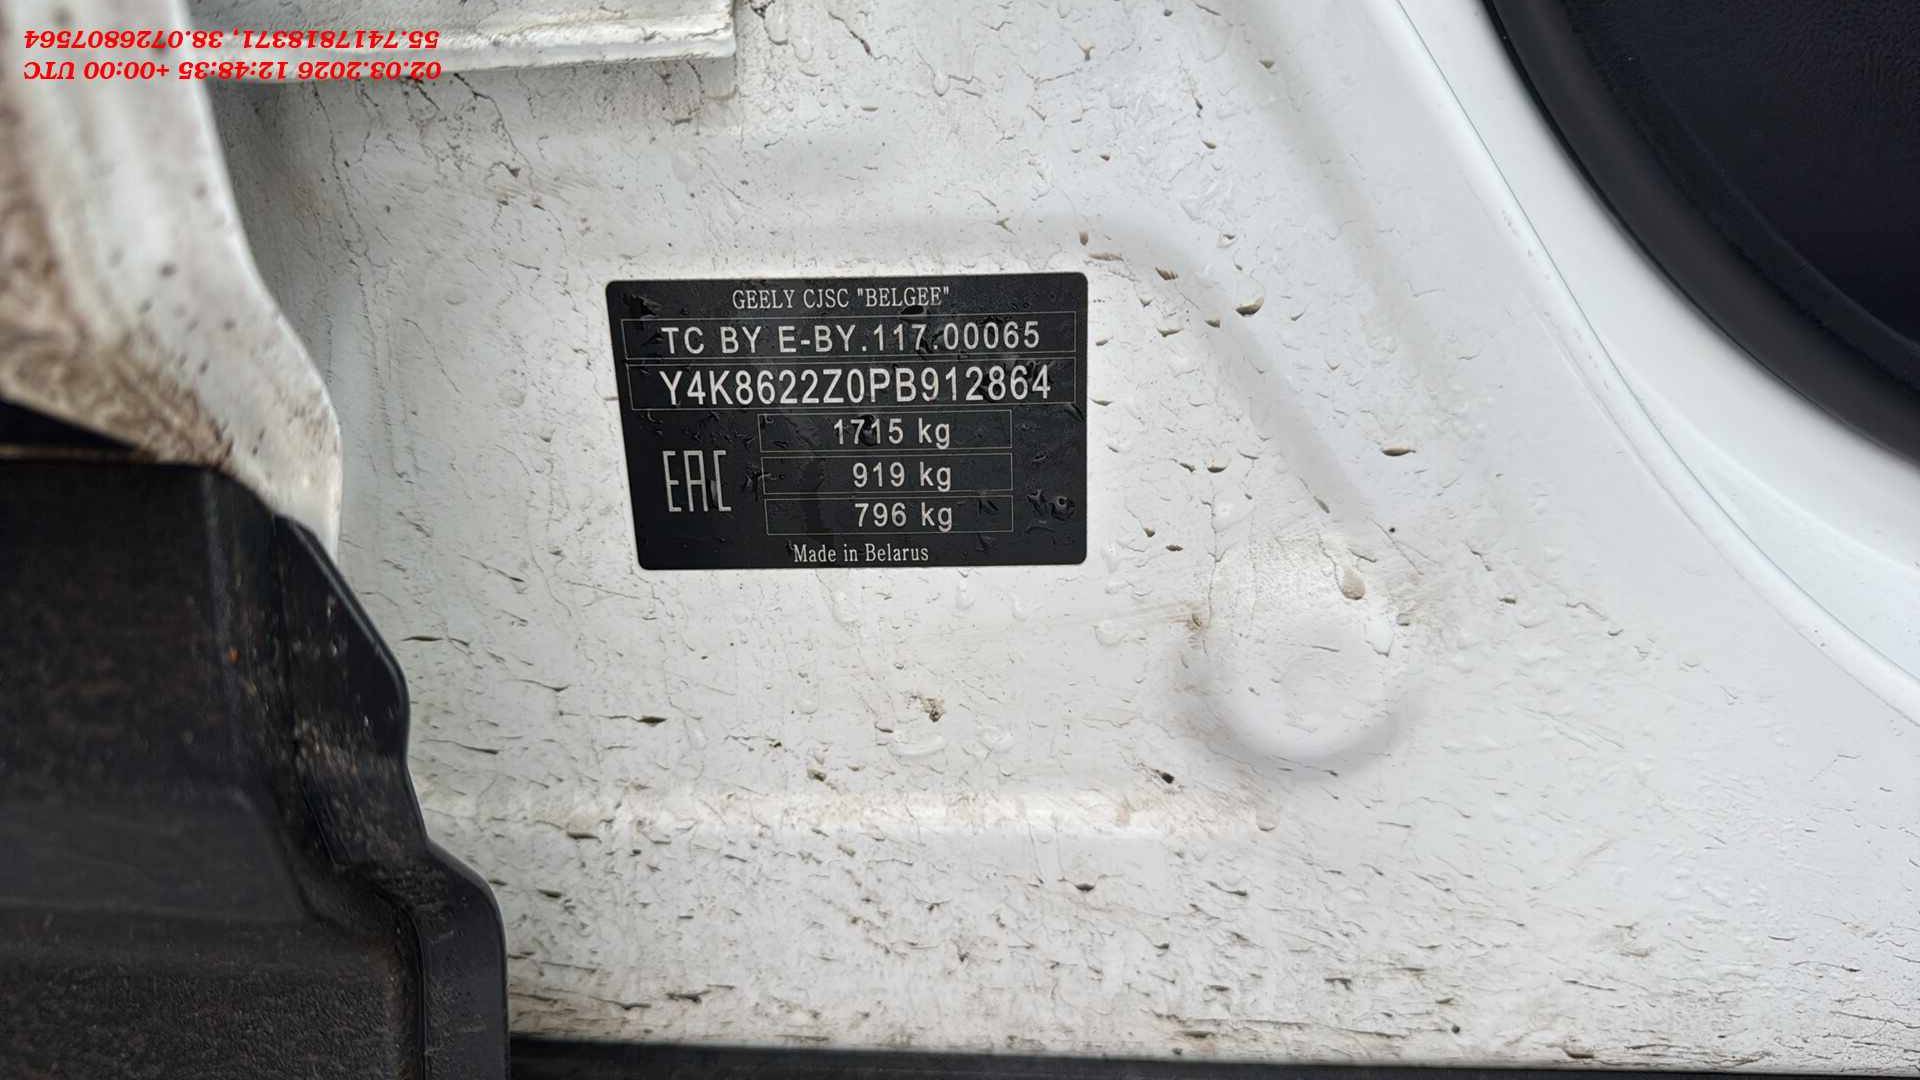 55.7417818371, 38.0726807564
02.03.2026 12:48:35 +00:00 UTC
GEELY CJSC "BELGEE"
TC BY E-BY.117.00065
Y4K8622Z0PB912864
1715 kg
919 kg
796 kg
EAC
Made in Belarus